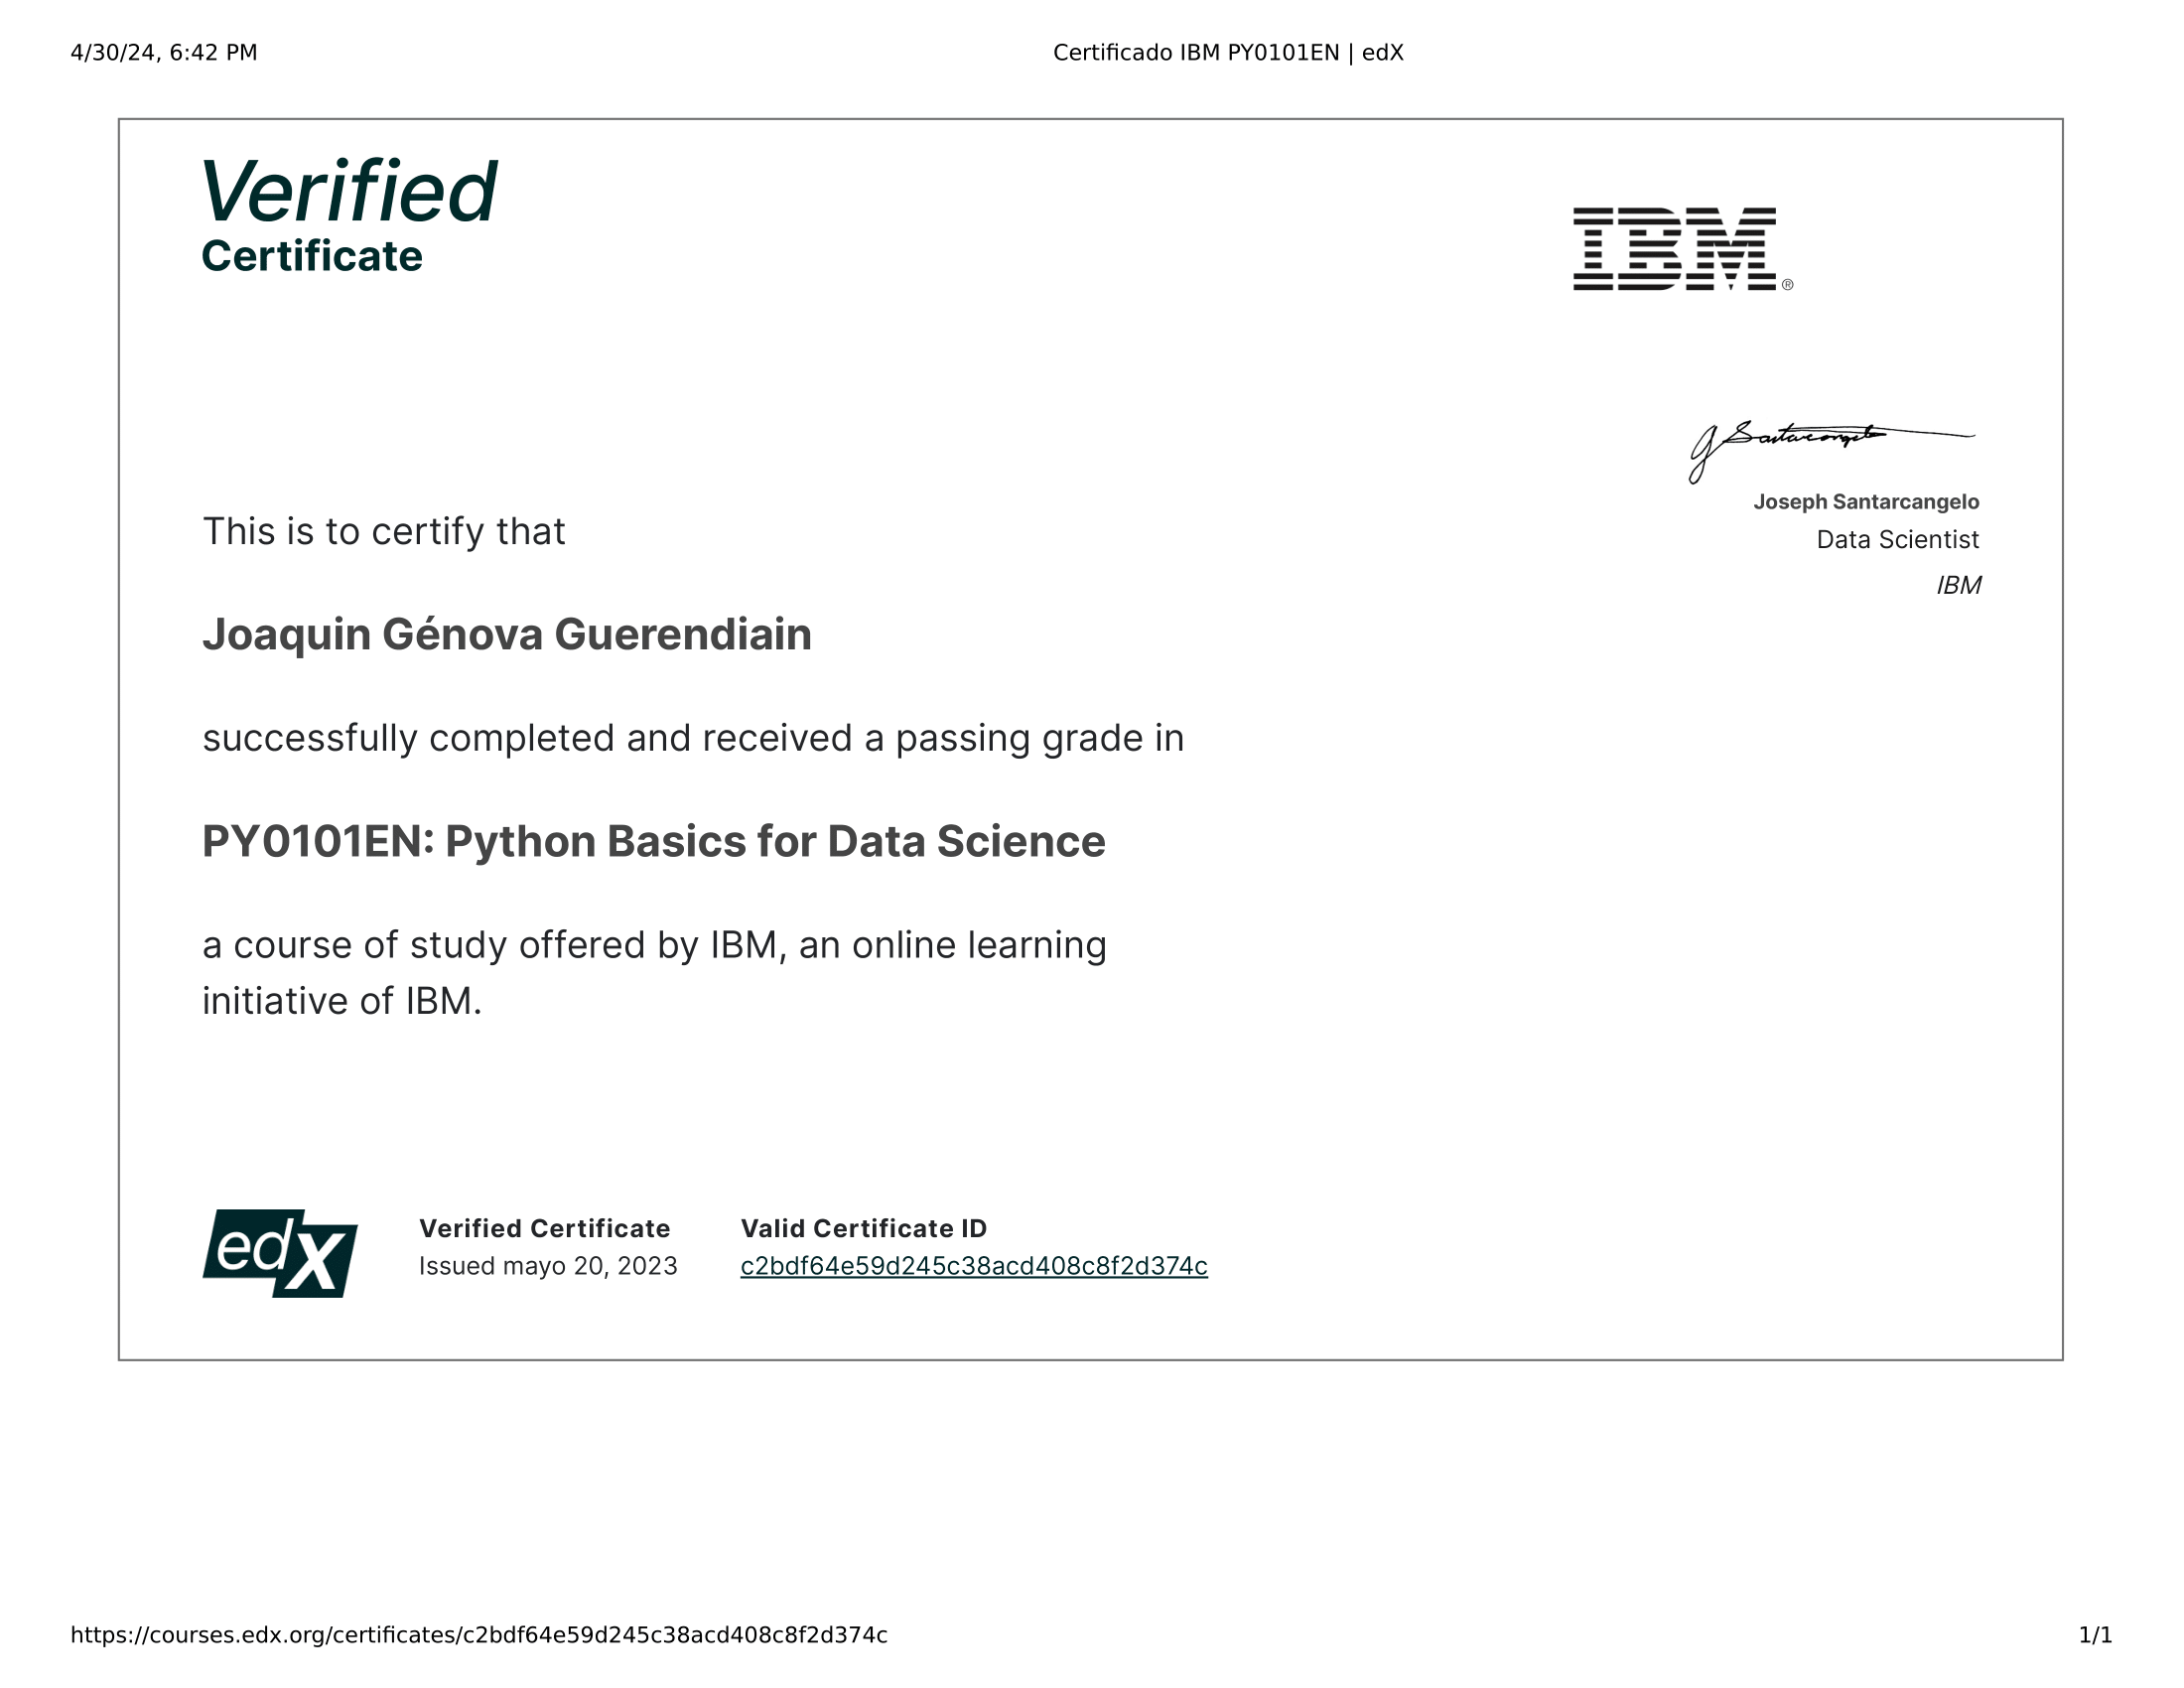 4/30/24, 6:42 PM
Certificado IBM PY0101EN | edX
Verified
Certificate
IBM®
J Santarcangelo
Joseph Santarcangelo
Data Scientist
IBM
This is to certify that
Joaquin Génova Guerendiain
successfully completed and received a passing grade in
PY0101EN: Python Basics for Data Science
a course of study offered by IBM, an online learning
initiative of IBM.
edX
Verified Certificate
Issued mayo 20, 2023
Valid Certificate ID
c2bdf64e59d245c38acd408c8f2d374c
https://courses.edx.org/certificates/c2bdf64e59d245c38acd408c8f2d374c
1/1